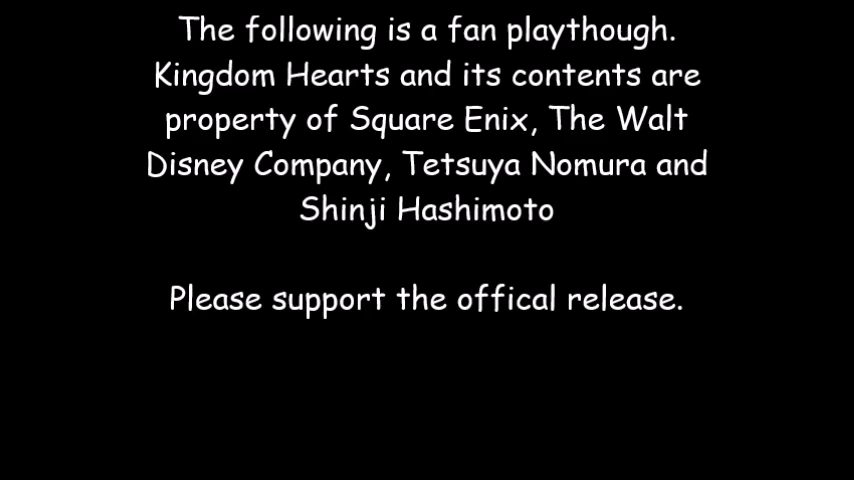 The following is a fan playthough.
Kingdom Hearts and its contents are
property of Square Enix, The Walt
Disney Company, Tetsuya Nomura and
Shinji Hashimoto
Please support the offical release.